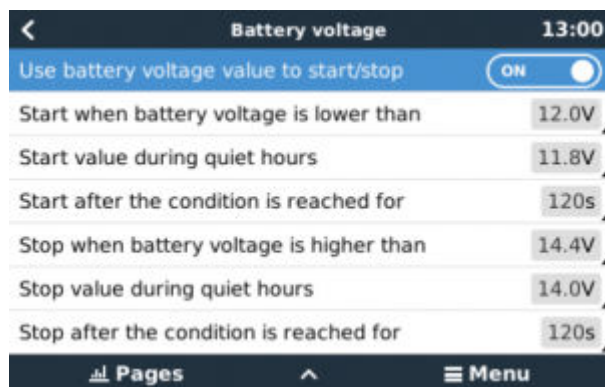 Battery voltage 13:00
Use battery voltage value to start/stop ON
Start when battery voltage is lower than 12.0V
Start value during quiet hours 11.8V
Start after the condition is reached for 120s
Stop when battery voltage is higher than 14.4V
Stop value during quiet hours 14.0V
Stop after the condition is reached for 120s
Pages Menu